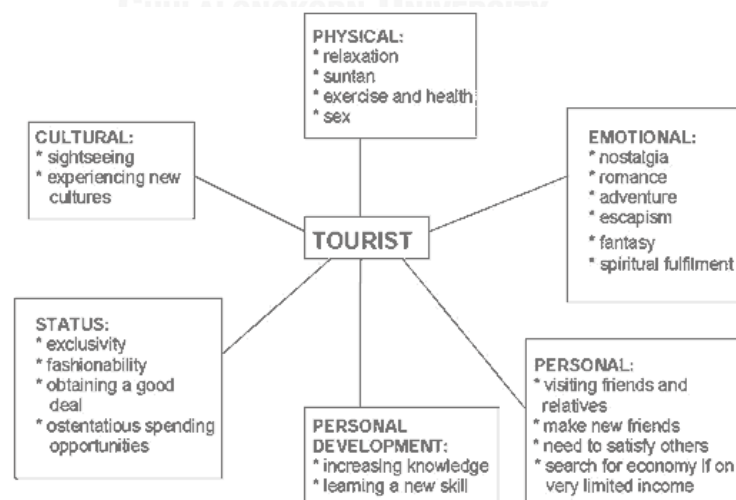 PHYSICAL:
* relaxation
* suntan
* exercise and health
* sex
CULTURAL:
* sightseeing
* experiencing new
cultures
EMOTIONAL:
* nostalgia
* romance
* adventure
* escapism
* fantasy
* spiritual fulfilment
TOURIST
STATUS:
* exclusivity
* fashionability
* obtaining a good
deal
* ostentatious spending
opportunities
PERSONAL
DEVELOPMENT:
* increasing knowledge
* learning a new skill
PERSONAL:
* visiting friends and
relatives
* make new friends
* need to satisfy others
* search for economy if on
very limited income